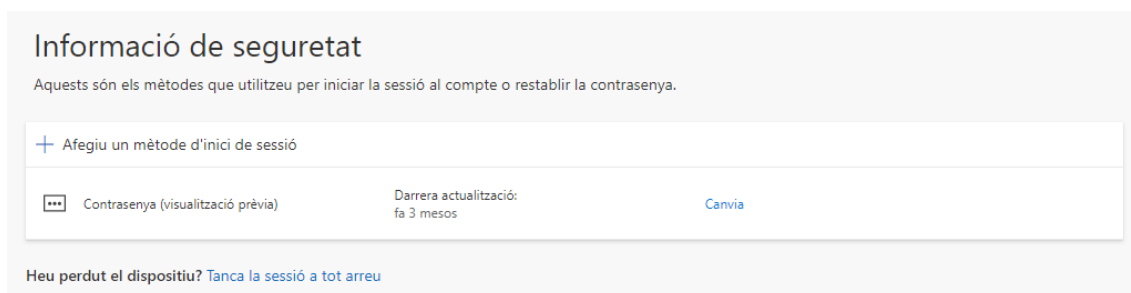 Informació de seguretat
Aquests són els mètodes que utilitzeu per iniciar la sessió al compte o restablir la contrasenya.
Afegiu un mètode d'inici de sessió
Contrasenya (visualització prèvia)
Darrera actualització:
fa 3 mesos
Canvia
Heu perdut el dispositiu? Tanca la sessió a tot arreu